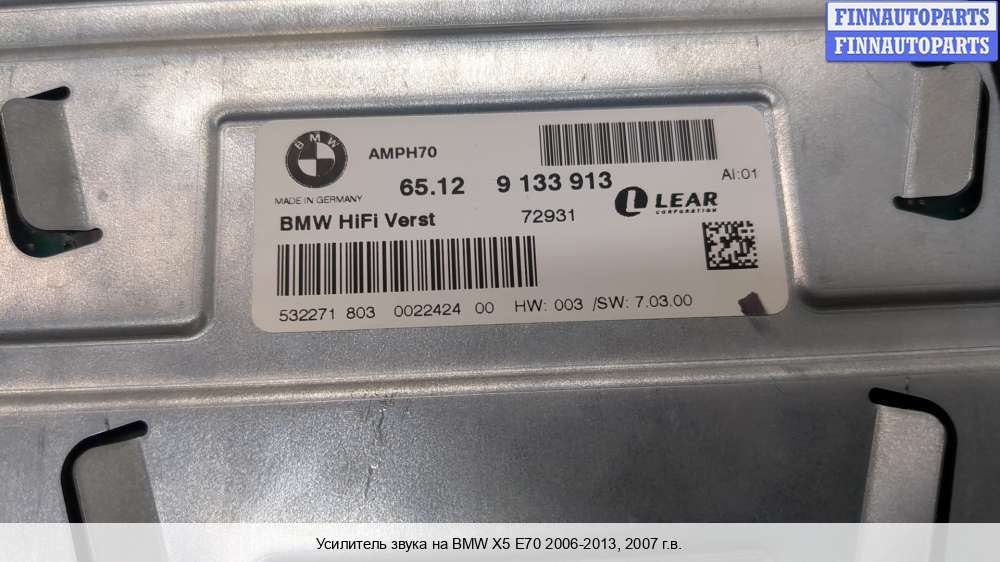 FINNAUTOPARTS
FINNAUTOPARTS
BMW
AMPH70
AI:01
MADE IN GERMANY
65.12 9 133 913
LEAR
CORPORATION
BMW HiFi Verst 72931
532271 803 0022424 00 HW: 003 /SW: 7.03.00
Усилитель звука на BMW X5 E70 2006-2013, 2007 г.в.